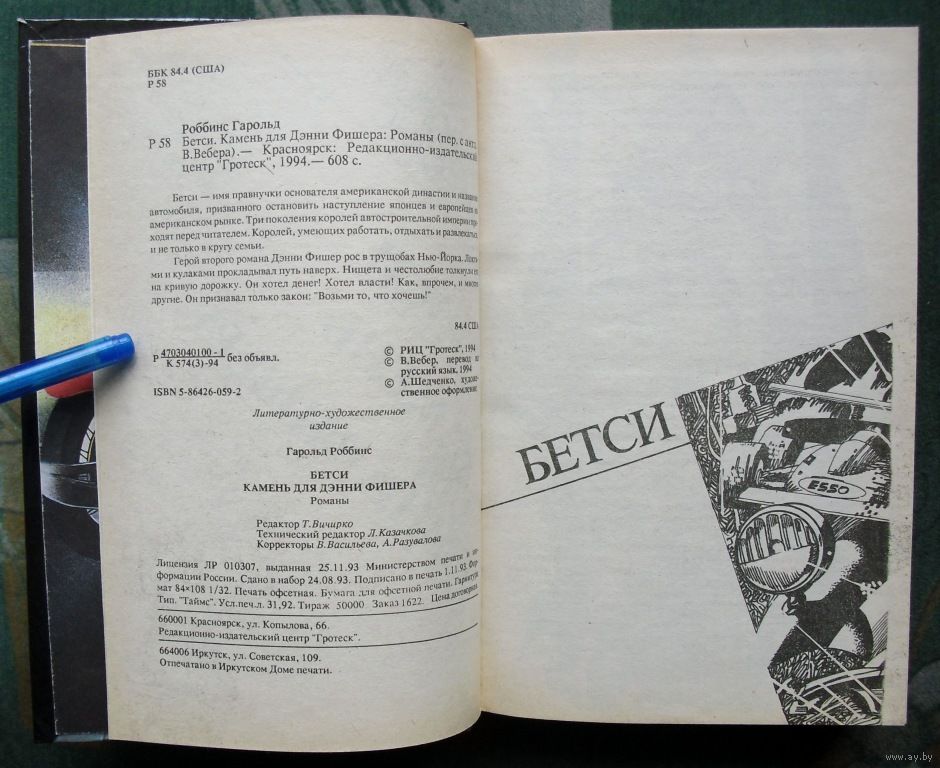 ББК 84.4 (США)
Р 58
Роббинс Гарольд
Р 58 Бетси. Камень для Дэнни Фишера: Романы (пер. с англ.
В.Вебера).— Красноярск: Редакционно-издательский
центр "Гротеск", 1994.— 608 с.
Бетси — имя правнучки основателя американской династии и название
автомобиля, призванного остановить наступление японцев и европейцев на
американском рынке. Три поколения королей автостроительной империи про-
ходят перед читателем. Королей, умеющих работать, отдыхать и развлекаться
и не только в кругу семьи.
Герой второго романа Дэнни Фишер рос в трущобах Нью-Йорка. Локтя-
ми и кулаками прокладывал путь наверх. Нищета и честолюбие толкнули его
на кривую дорожку. Он хотел денег! Хотел власти! Как, впрочем, и многие
другие. Он признавал только закон: "Возьми то, что хочешь!"
84.4 США
Р 4703040100 - 1 без объявл.
К 574(3)-94
© РИЦ "Гротеск", 1994
© В.Вебер, перевод на
русский язык, 1994
© А.Шедченко, художе-
ственное оформление
ISBN 5-86426-059-2
Литературно-художественное
издание
Гарольд Роббинс
БЕТСИ
КАМЕНЬ ДЛЯ ДЭННИ ФИШЕРА
Романы
Редактор Т.Вичирко
Технический редактор Л.Казачкова
Корректоры В.Васильева, А.Разувалова
Лицензия ЛР 010307, выданная 25.11.93 Министерством печати и ин-
формации России. Сдано в набор 24.08.93. Подписано в печать 1.11.93. Фор-
мат 84×108 1/32. Печать офсетная. Бумага для офсетной печати. Гарнитура
Тип. "Таймс". Усл.печ.л. 31,92. Тираж 50000 Заказ 1622. Цена договорная.
660001 Красноярск, ул. Копылова, 66.
Редакционно-издательский центр "Гротеск".
664006 Иркутск, ул. Советская, 109.
Отпечатано в Иркутском Доме печати.
БЕТСИ
ESSO
www.ay.by